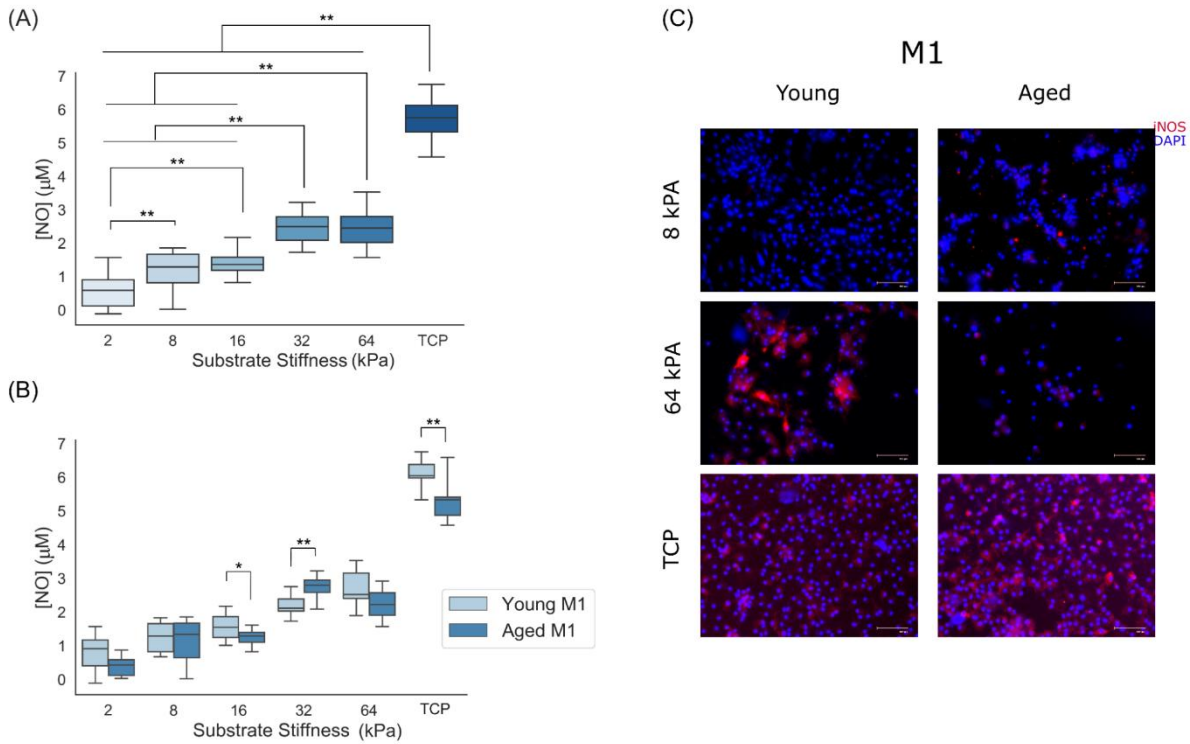 (A)
**
**
**
**
**
7
6
5
4
3
2
1
0
[NO] (μM)
2 8 16 32 64 TCP
Substrate Stiffness (kPa)
(B)
**
**
*
7
6
5
4
3
2
1
0
[NO] (μM)
Young M1
Aged M1
2 8 16 32 64 TCP
Substrate Stiffness (kPa)
(C)
M1
Young Aged
iNOS
DAPI
8 kPA
64 kPA
TCP